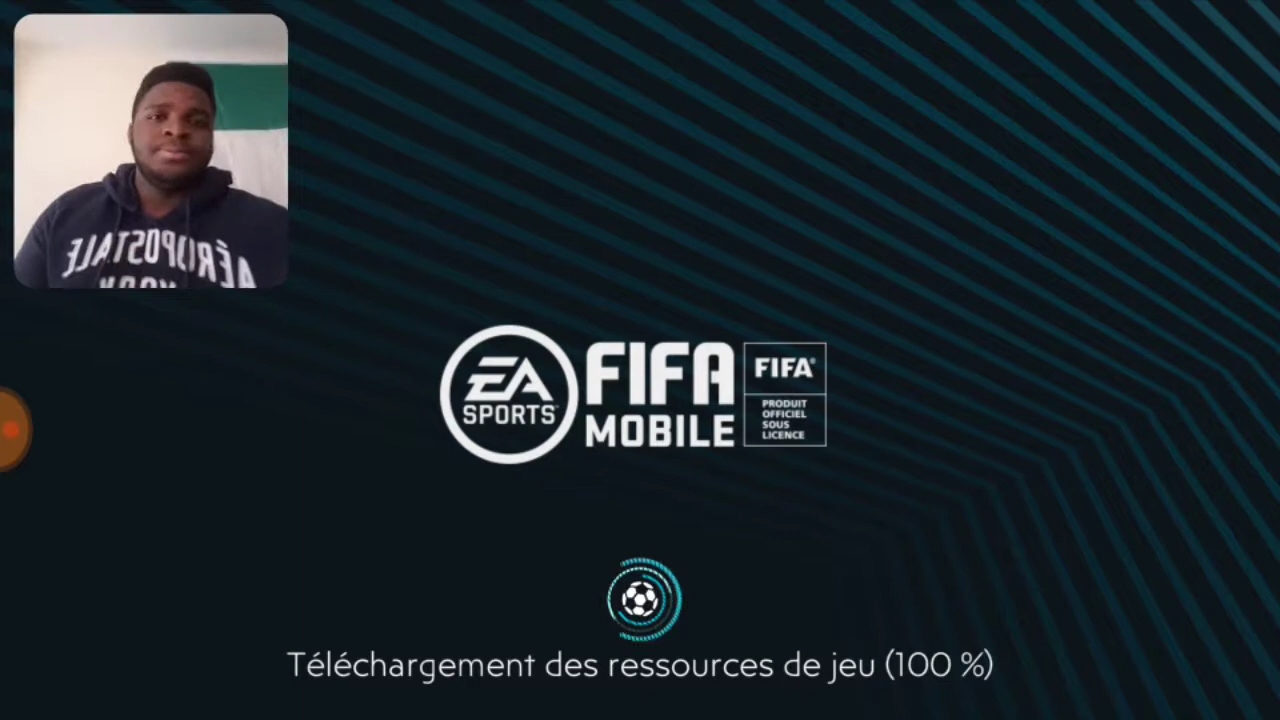 AÉROPOSTALE
EA
SPORTS
FIFA
MOBILE
FIFA®
PRODUIT
OFFICIEL
SOUS
LICENCE
Téléchargement des ressources de jeu (100 %)